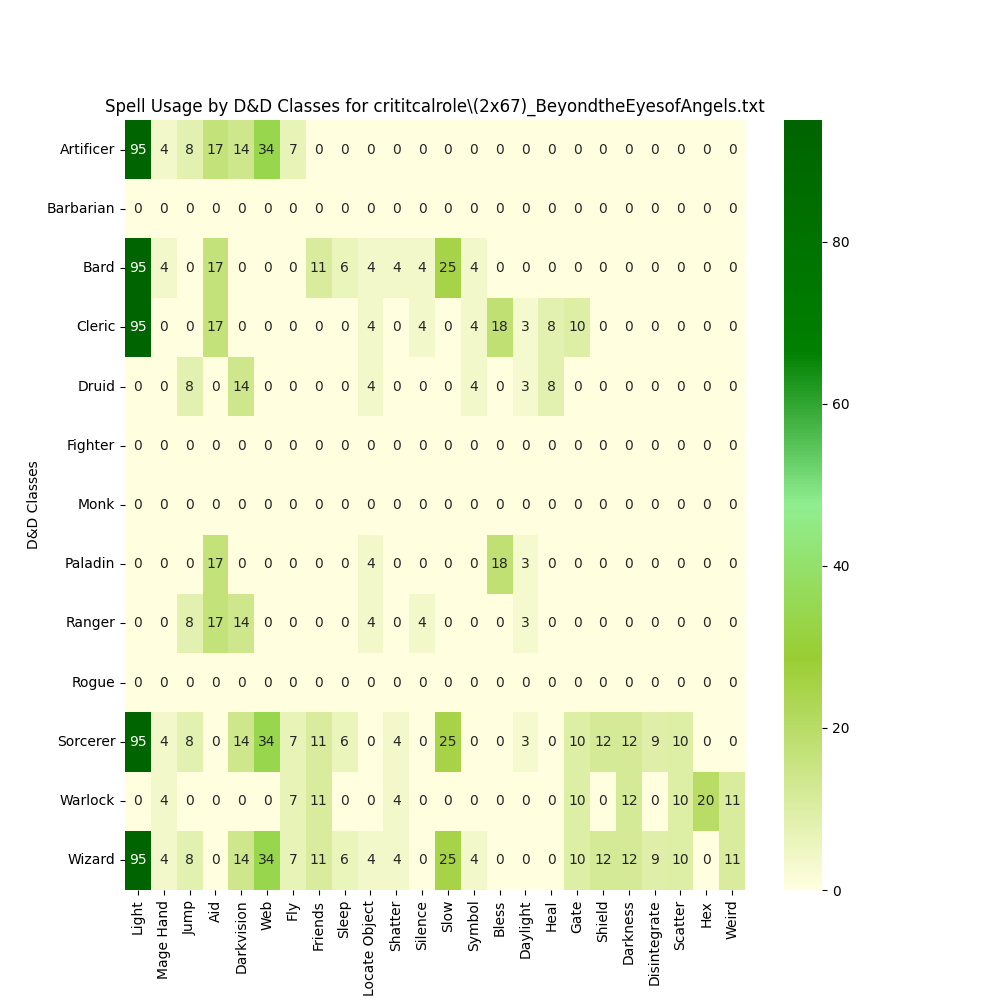 Spell Usage by D&D Classes for crititcalrole\(2x67)_BeyondtheEyesofAngels.txt
D&D Classes
Artificer 95 4 8 17 14 34 7 0 0 0 0 0 0 0 0 0 0 0 0 0 0 0 0 0
Barbarian 0 0 0 0 0 0 0 0 0 0 0 0 0 0 0 0 0 0 0 0 0 0 0 0
Bard 95 4 0 17 0 0 0 11 6 4 4 4 25 4 0 0 0 0 0 0 0 0 0 0
Cleric 95 0 0 17 0 0 0 0 0 4 0 4 0 4 18 3 8 10 0 0 0 0 0 0
Druid 0 0 8 0 14 0 0 0 0 4 0 0 0 4 0 3 8 0 0 0 0 0 0 0
Fighter 0 0 0 0 0 0 0 0 0 0 0 0 0 0 0 0 0 0 0 0 0 0 0 0
Monk 0 0 0 0 0 0 0 0 0 0 0 0 0 0 0 0 0 0 0 0 0 0 0 0
Paladin 0 0 0 17 0 0 0 0 0 4 0 0 0 0 18 3 0 0 0 0 0 0 0 0
Ranger 0 0 8 17 14 0 0 0 0 4 0 4 0 0 0 3 0 0 0 0 0 0 0 0
Rogue 0 0 0 0 0 0 0 0 0 0 0 0 0 0 0 0 0 0 0 0 0 0 0 0
Sorcerer 95 4 8 0 14 34 7 11 6 0 4 0 25 0 0 3 0 10 12 12 9 10 0 0
Warlock 0 4 0 0 0 0 7 11 0 0 4 0 0 0 0 0 0 10 0 12 0 10 20 11
Wizard 95 4 8 0 14 34 7 11 6 4 4 0 25 4 0 0 0 10 12 12 9 10 0 11
Light
Mage Hand
Jump
Aid
Darkvision
Web
Fly
Friends
Sleep
Locate Object
Shatter
Silence
Slow
Symbol
Bless
Daylight
Heal
Gate
Shield
Darkness
Disintegrate
Scatter
Hex
Weird
80
60
40
20
0